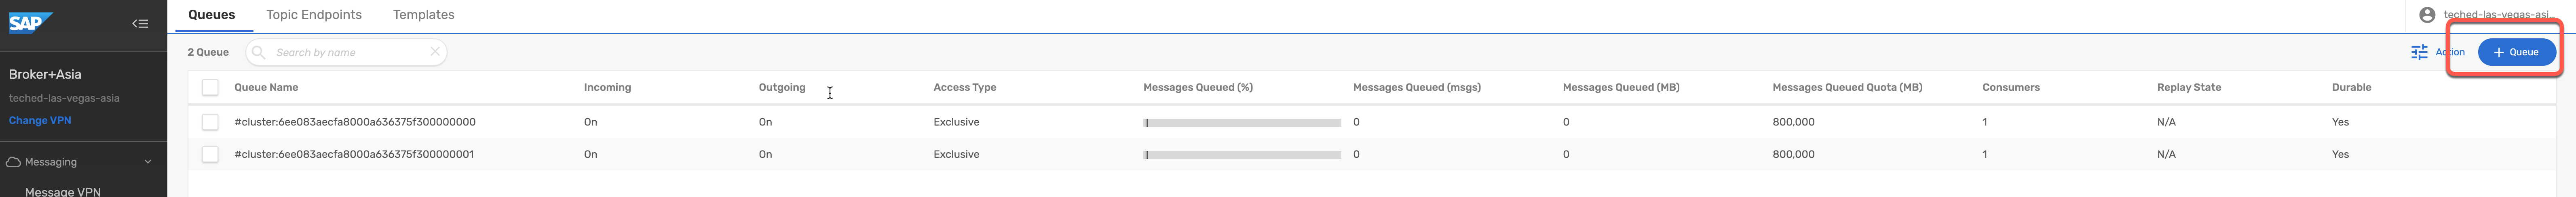 SAP
Broker+Asia
teched-las-vegas-asia
Change VPN
Messaging
Message VPN
Queues Topic Endpoints Templates
teched-las-vegas-asi
2 Queue Search by name Action + Queue
Queue Name Incoming Outgoing Access Type Messages Queued (%) Messages Queued (msgs) Messages Queued (MB) Messages Queued Quota (MB) Consumers Replay State Durable
#cluster:6ee083aecfa8000a636375f300000000 On On Exclusive 0 0 800,000 1 N/A Yes
#cluster:6ee083aecfa8000a636375f300000001 On On Exclusive 0 0 800,000 1 N/A Yes